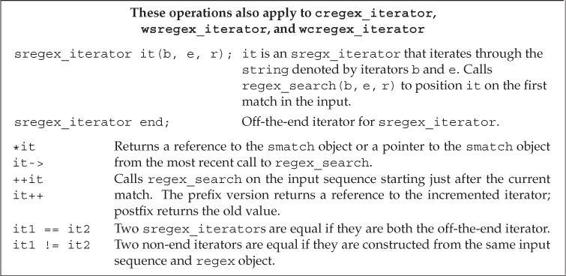 These operations also apply to cregex_iterator,
wsregex_iterator, and wcregex_iterator
sregex_iterator it(b, e, r); it is an sregx_iterator that iterates through the
string denoted by iterators b and e. Calls
regex_search(b, e, r) to position it on the first
match in the input.
sregex_iterator end; Off-the-end iterator for sregex_iterator.
*it Returns a reference to the smatch object or a pointer to the smatch object
it-> from the most recent call to regex_search.
++it Calls regex_search on the input sequence starting just after the current
it++ match. The prefix version returns a reference to the incremented iterator;
postfix returns the old value.
it1 == it2 Two sregex_iterators are equal if they are both the off-the-end iterator.
it1 != it2 Two non-end iterators are equal if they are constructed from the same input
sequence and regex object.